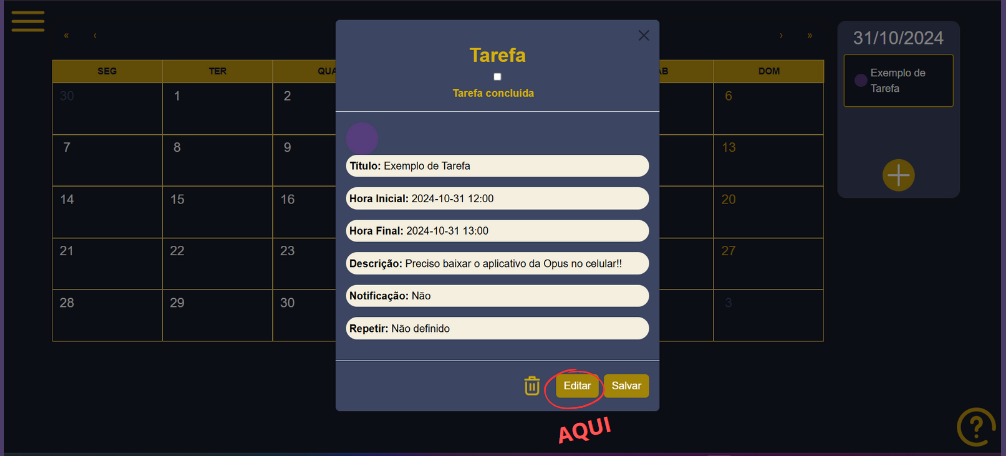 « ‹ › »
31/10/2024
Exemplo de
Tarefa
SEG TER QUA AB DOM
30 1 2 6
7 8 9 13
14 15 16 20
21 22 23 27
28 29 30 3
Tarefa
Tarefa concluída
Título: Exemplo de Tarefa
Hora Inicial: 2024-10-31 12:00
Hora Final: 2024-10-31 13:00
Descrição: Preciso baixar o aplicativo da Opus no celular!!
Notificação: Não
Repetir: Não definido
Editar Salvar
AQUI
?